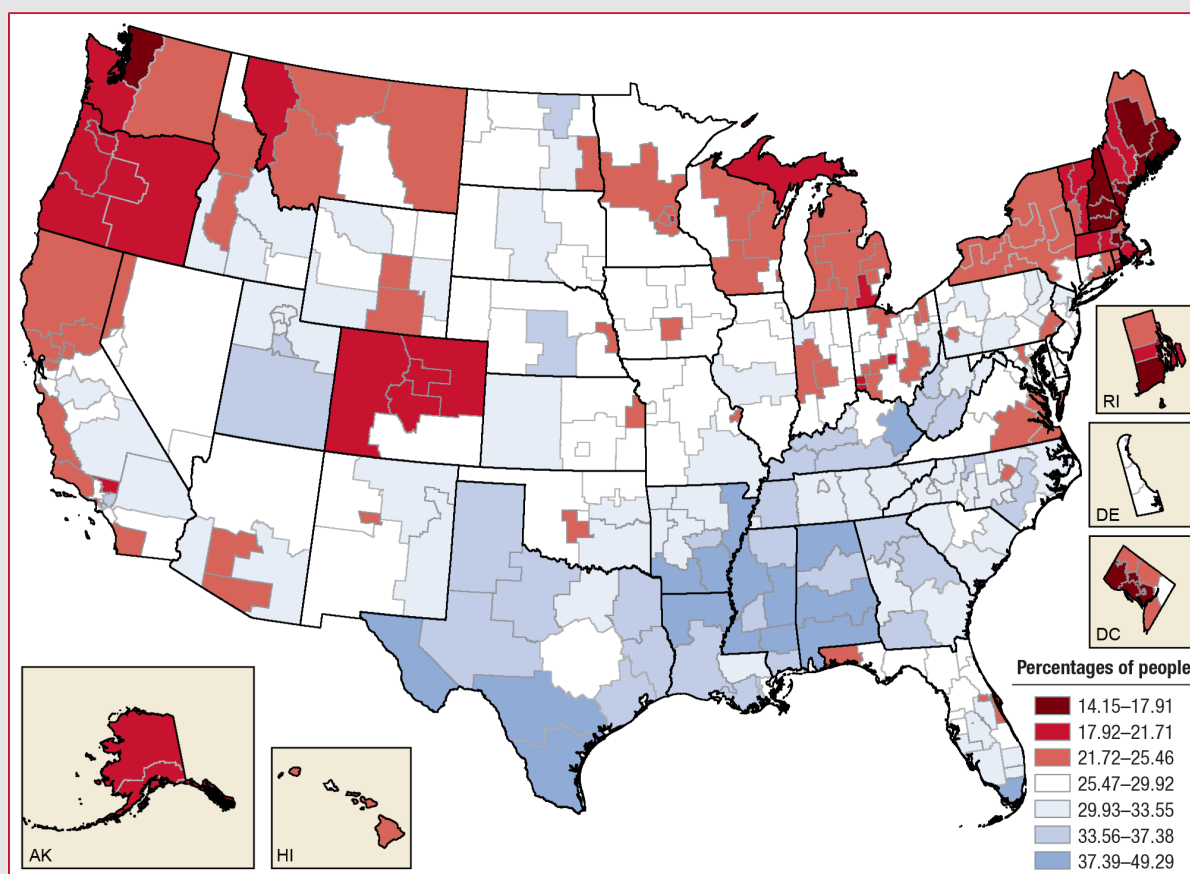 RI
DE
DC
Percentages of people
14.15–17.91
17.92–21.71
21.72–25.46
25.47–29.92
29.93–33.55
33.56–37.38
37.39–49.29
AK
HI